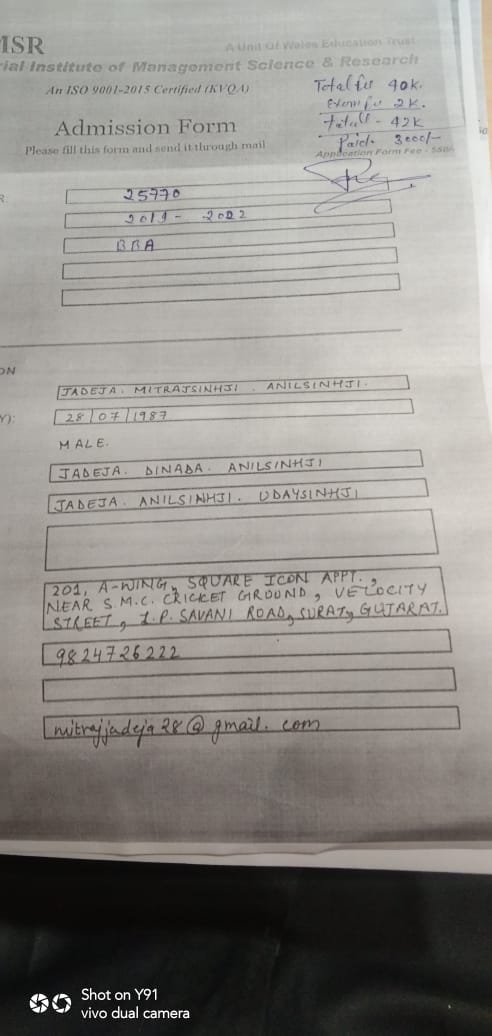 MSR
A Unit Of Wales Education Trust
rial Institute of Management Science & Research
An ISO 9001-2015 Certified (KVQA)
Total fee 40k.
Exam fee 2k.
Total - 42k
Paid. 3000/-
Admission Form
Please fill this form and send it through mail
Application Form Fee - 550/-
R
25770
2019 - 2022
BBA
ON
JADEJA. MITRAJSINHJI. ANILSINHJI.
Y):
28/07/1987
MALE.
JADEJA. DINABA. ANILSINHJI
JADEJA. ANILSINHJI. UDAYSINHJI
201, A-WING, SQUARE ICON APPT.,
NEAR S.M.C. CRICKET GROUND, VELOCITY
STREET, L.P. SAVANI ROAD, SURAT, GUJARAT.
9824726222
mitrajjadeja28@gmail.com
Shot on Y91
vivo dual camera